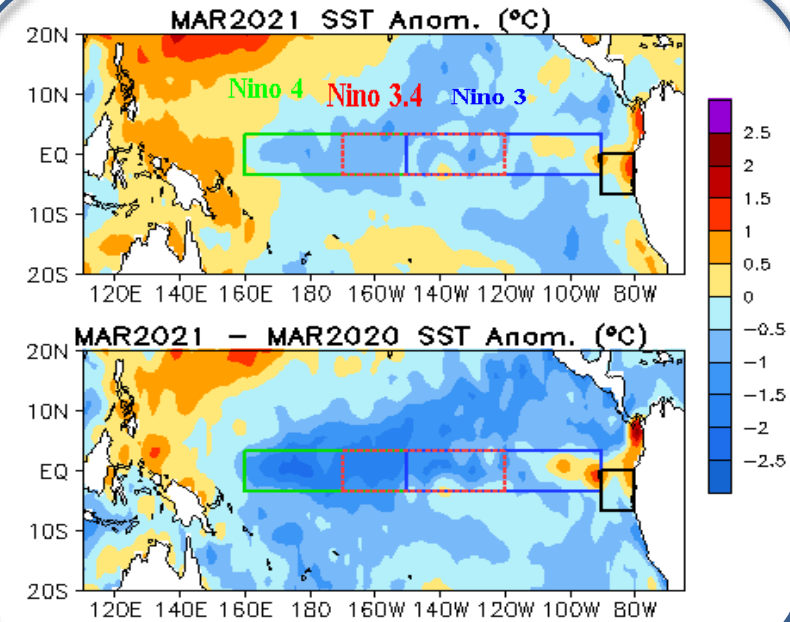 MAR2021 SST Anom. (ºC)
20N
Nino 4 Nino 3.4 Nino 3
10N
EQ
10S
20S
120E 140E 160E 180 160W 140W 120W 100W 80W
2.5
2
1.5
1
0.5
0
−0.5
−1
−1.5
−2
−2.5
MAR2021 − MAR2020 SST Anom. (ºC)
20N
10N
EQ
10S
20S
120E 140E 160E 180 160W 140W 120W 100W 80W